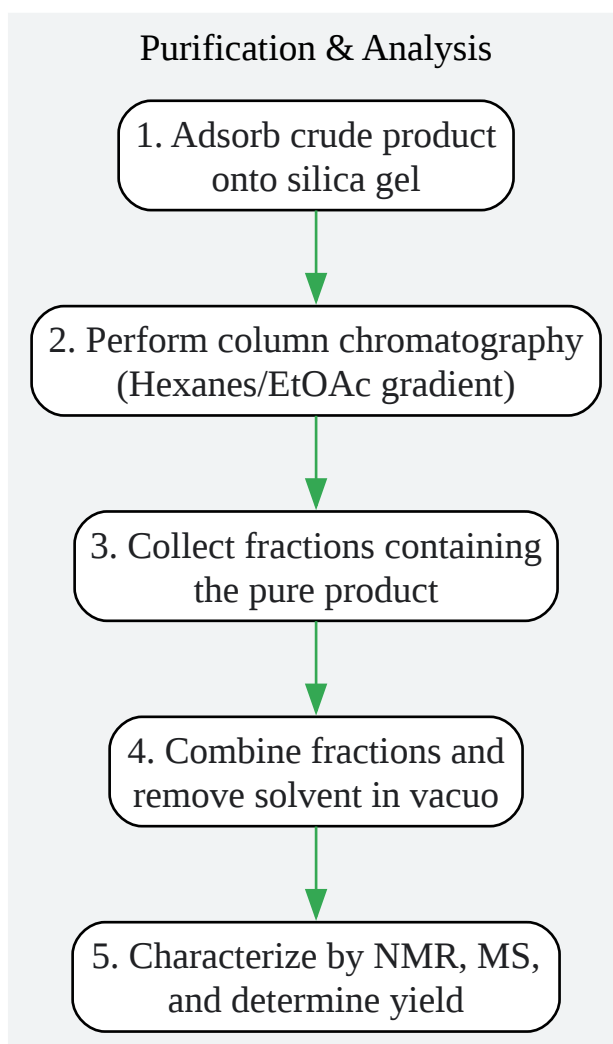 Purification & Analysis
1. Adsorb crude product
onto silica gel
2. Perform column chromatography
(Hexanes/EtOAc gradient)
3. Collect fractions containing
the pure product
4. Combine fractions and
remove solvent in vacuo
5. Characterize by NMR, MS,
and determine yield